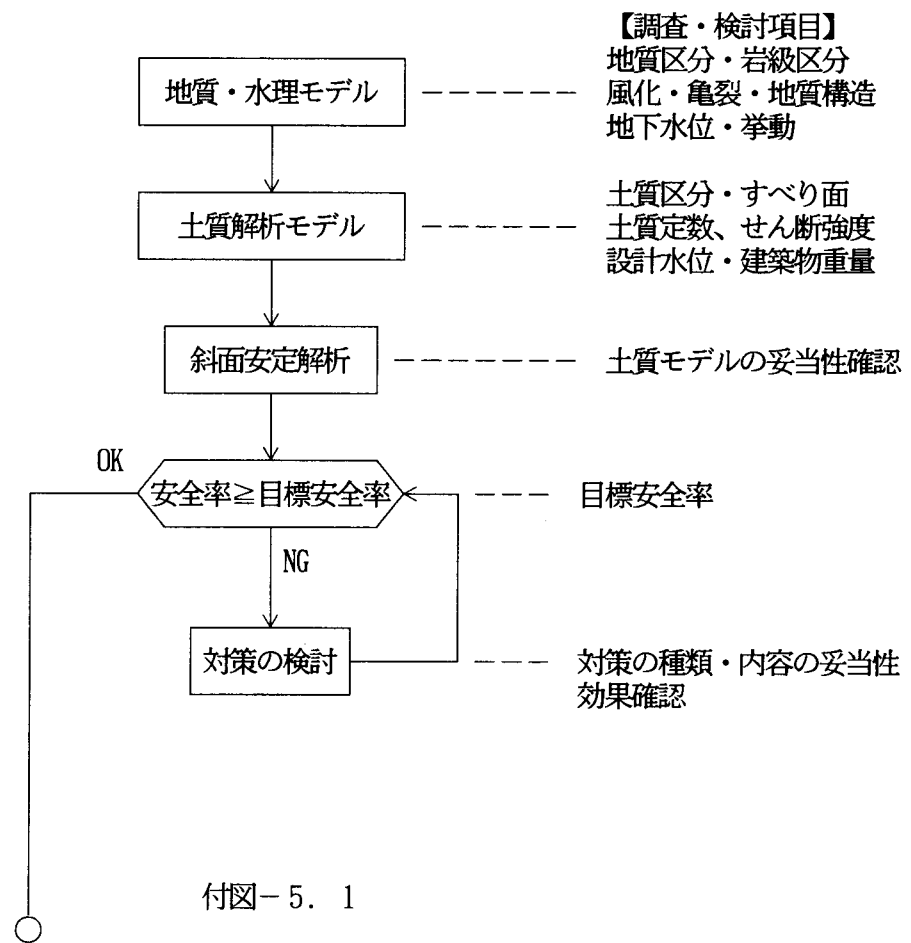 【調査・検討項目】
地質・水理モデル
地質区分・岩級区分
風化・亀裂・地質構造
地下水位・挙動
土質解析モデル
土質区分・すべり面
土質定数、せん断強度
設計水位・建築物重量
斜面安定解析
土質モデルの妥当性確認
OK
安全率≧目標安全率
目標安全率
NG
対策の検討
対策の種類・内容の妥当性
効果確認
付図－5．1